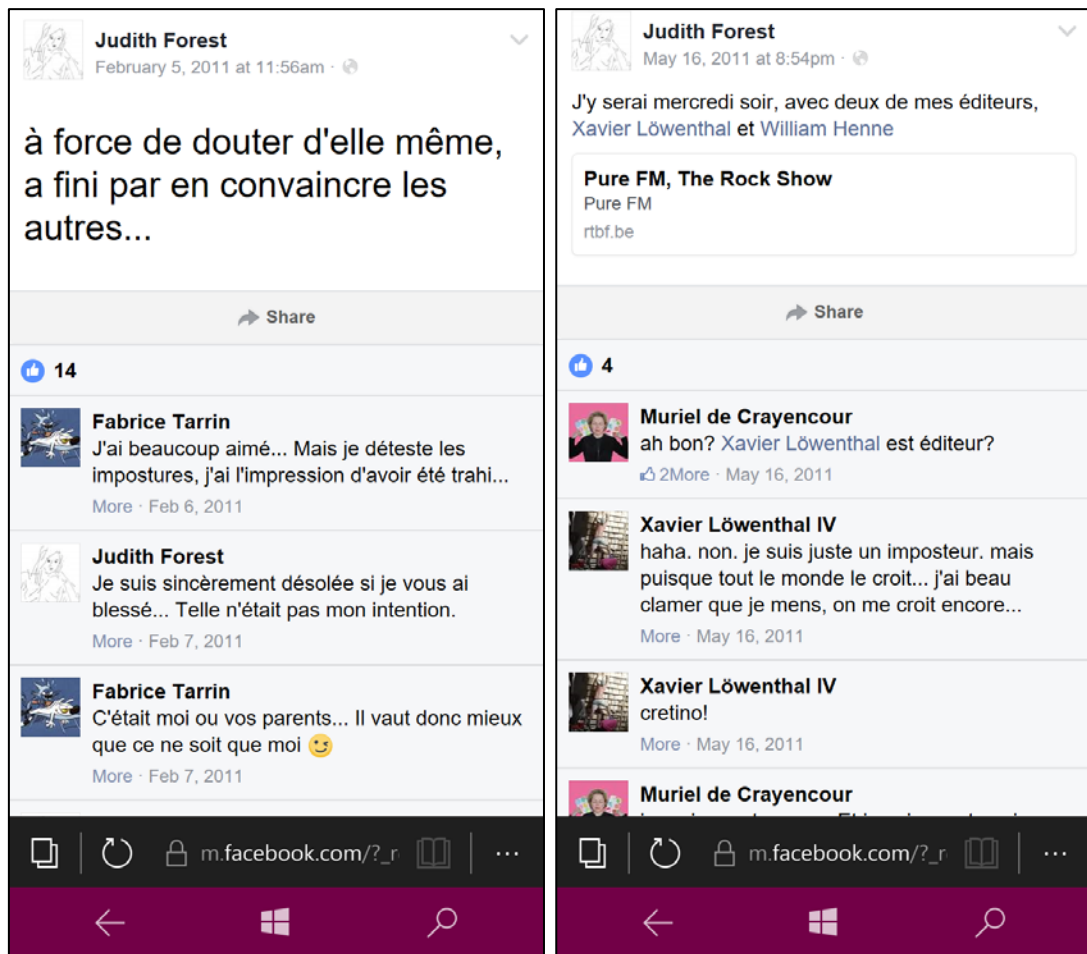 Judith Forest
February 5, 2011 at 11:56am ·
à force de douter d'elle même,
a fini par en convaincre les
autres...
Share
14
Fabrice Tarrin
J'ai beaucoup aimé... Mais je déteste les
impostures, j'ai l'impression d'avoir été trahi...
More · Feb 6, 2011
Judith Forest
Je suis sincèrement désolée si je vous ai
blessé... Telle n'était pas mon intention.
More · Feb 7, 2011
Fabrice Tarrin
C'était moi ou vos parents... Il vaut donc mieux
que ce ne soit que moi 😉
More · Feb 7, 2011
m.facebook.com/?_r
Judith Forest
May 16, 2011 at 8:54pm ·
J'y serai mercredi soir, avec deux de mes éditeurs,
Xavier Löwenthal et William Henne
Pure FM, The Rock Show
Pure FM
rtbf.be
Share
4
Muriel de Crayencour
ah bon? Xavier Löwenthal est éditeur?
2More · May 16, 2011
Xavier Löwenthal IV
haha. non. je suis juste un imposteur. mais
puisque tout le monde le croit... j'ai beau
clamer que je mens, on me croit encore...
More · May 16, 2011
Xavier Löwenthal IV
cretino!
More · May 16, 2011
Muriel de Crayencour
m.facebook.com/?_r